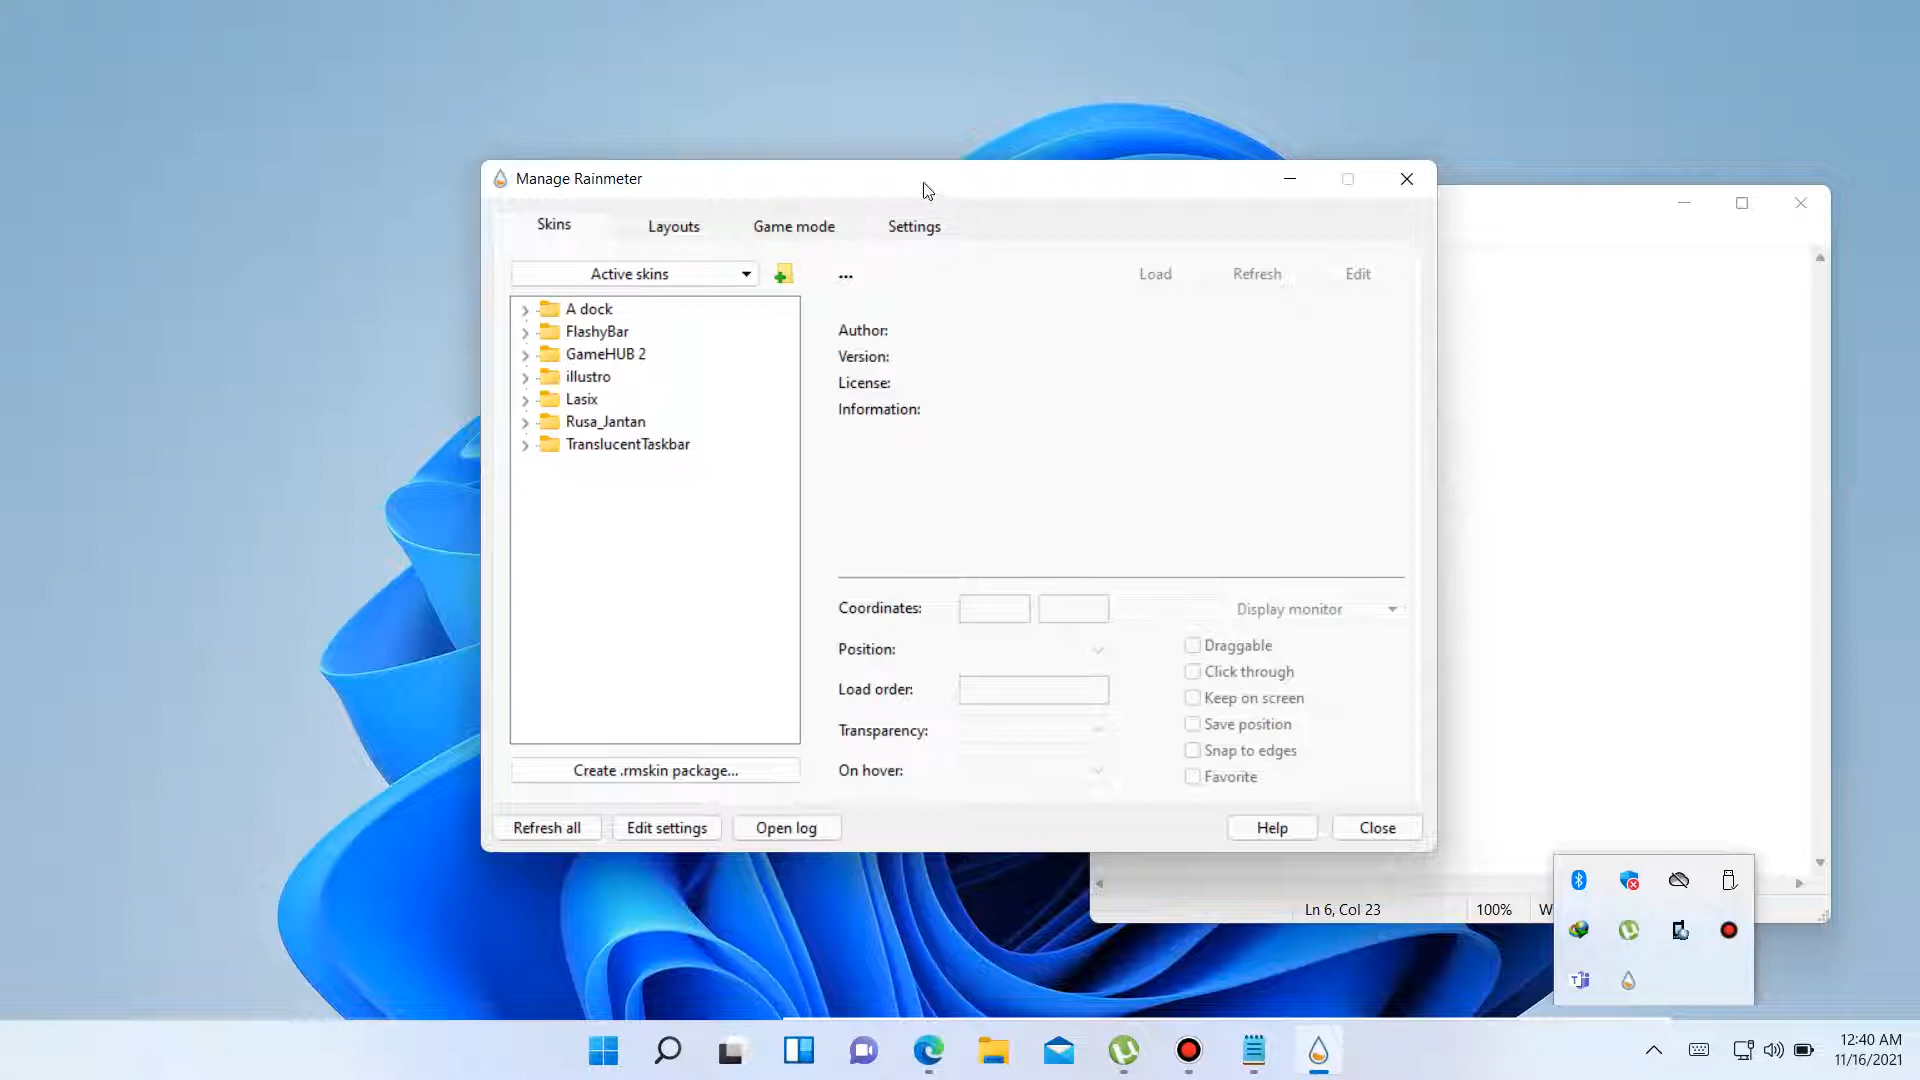 Manage Rainmeter
Skins
Layouts
Game mode
Settings
Active skins
...
Load
Refresh
Edit
A dock
FlashyBar
GameHUB 2
illustro
Lasix
Rusa_Jantan
TranslucentTaskbar
Author:
Version:
License:
Information:
Coordinates:
Display monitor
Position:
Load order:
Transparency:
On hover:
Draggable
Click through
Keep on screen
Save position
Snap to edges
Favorite
Create .rmskin package...
Refresh all
Edit settings
Open log
Help
Close
Ln 6, Col 23
100%
W
12:40 AM
11/16/2021